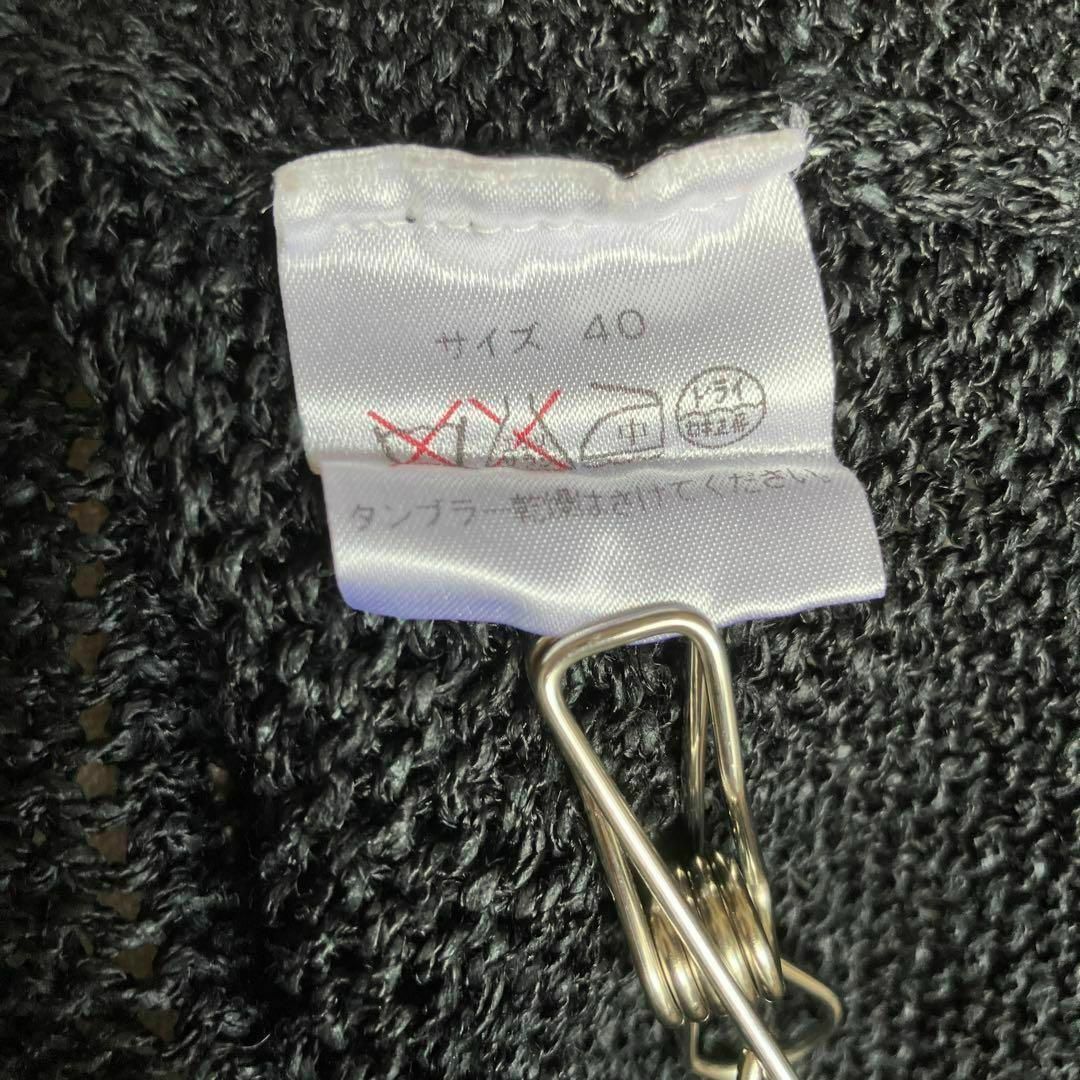 サイズ 40
中 ドライ
タンブラー乾燥はさけてください。